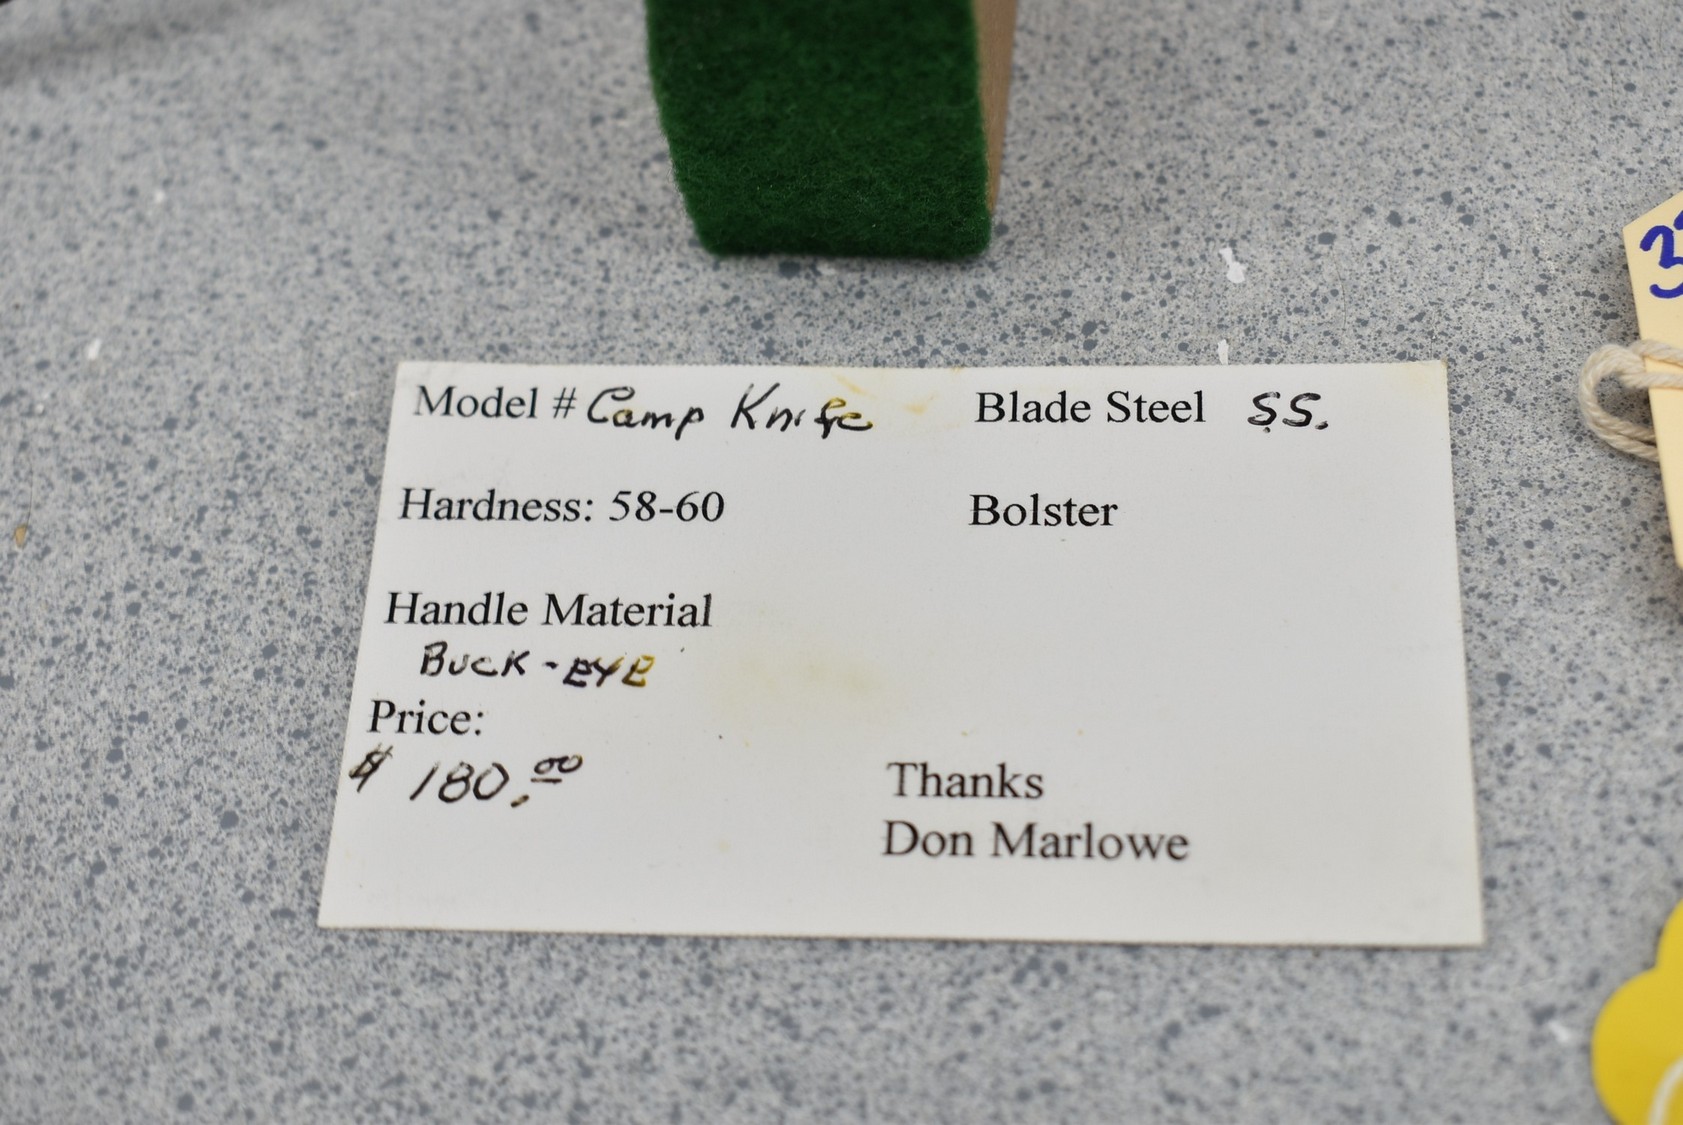 Model # Camp Knife Blade Steel S.S.
Hardness: 58-60 Bolster
Handle Material
Buck-EYE
Price:
$ 180.00
Thanks
Don Marlowe